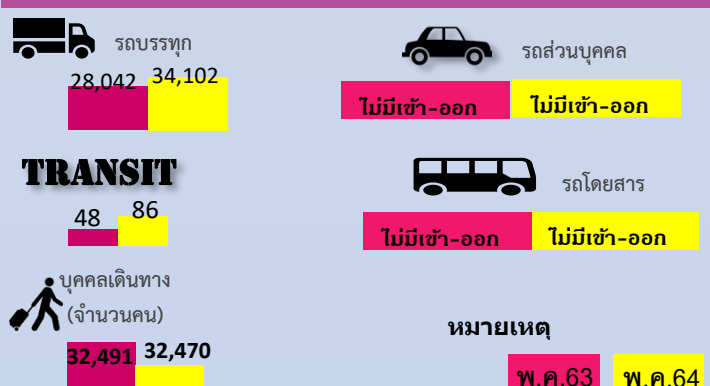 รถบรรทุก
28,042 34,102
รถส่วนบุคคล
ไม่มีเข้า-ออก ไม่มีเข้า-ออก
TRANSIT
48 86
รถโดยสาร
ไม่มีเข้า-ออก ไม่มีเข้า-ออก
บุคคลเดินทาง
(จำนวนคน)
32,491 32,470
หมายเหตุ
พ.ค.63 พ.ค.64